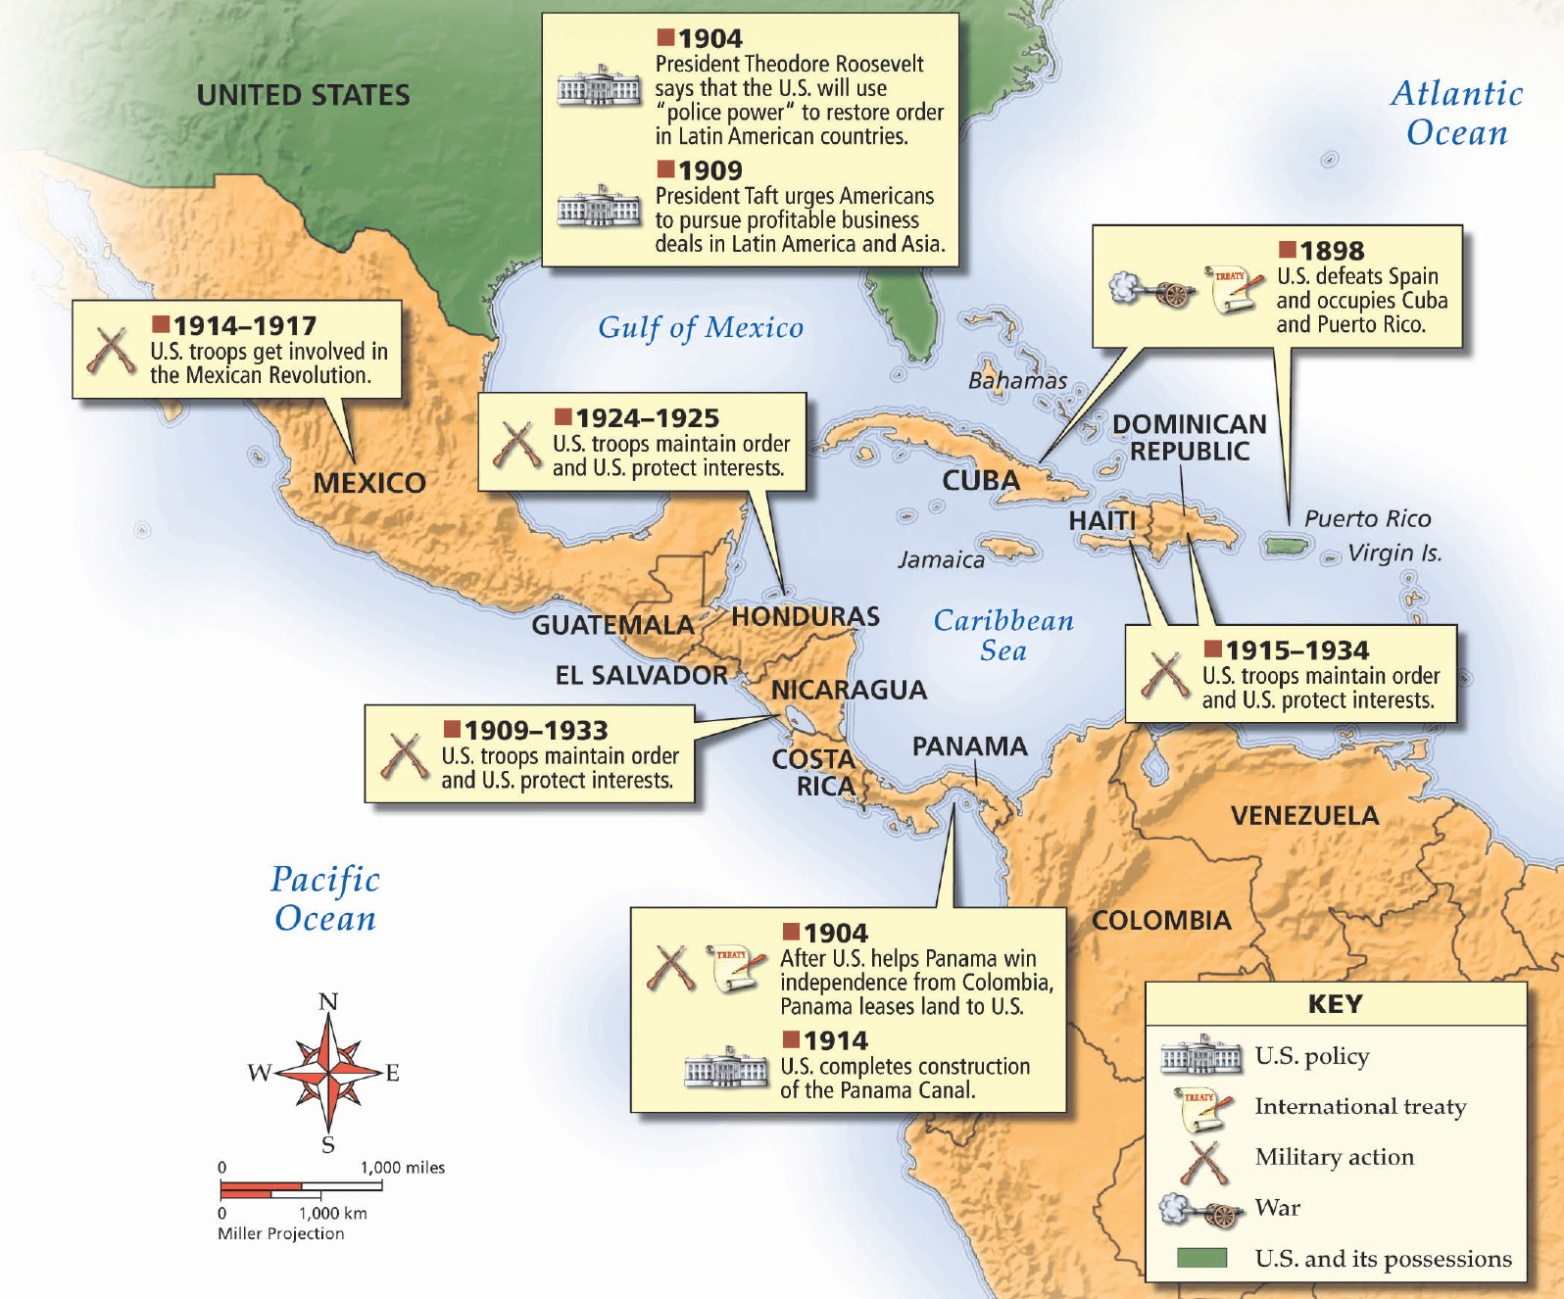 UNITED STATES
■1904
President Theodore Roosevelt
says that the U.S. will use
“police power“ to restore order
in Latin American countries.
■1909
President Taft urges Americans
to pursue profitable business
deals in Latin America and Asia.
Atlantic
Ocean
■1898
U.S. defeats Spain
and occupies Cuba
and Puerto Rico.
TREATY
■1914–1917
U.S. troops get involved in
the Mexican Revolution.
Gulf of Mexico
Bahamas
■1924–1925
U.S. troops maintain order
and U.S. protect interests.
DOMINICAN
REPUBLIC
MEXICO
CUBA
HAITI
Puerto Rico
Virgin Is.
Jamaica
GUATEMALA
HONDURAS
Caribbean
Sea
EL SALVADOR
NICARAGUA
■1915–1934
U.S. troops maintain order
and U.S. protect interests.
■1909–1933
U.S. troops maintain order
and U.S. protect interests.
COSTA
RICA
PANAMA
VENEZUELA
Pacific
Ocean
COLOMBIA
■1904
After U.S. helps Panama win
independence from Colombia,
Panama leases land to U.S.
TREATY
■1914
U.S. completes construction
of the Panama Canal.
N
W E
S
0 1,000 miles
0 1,000 km
Miller Projection
KEY
U.S. policy
TREATY
International treaty
Military action
War
U.S. and its possessions